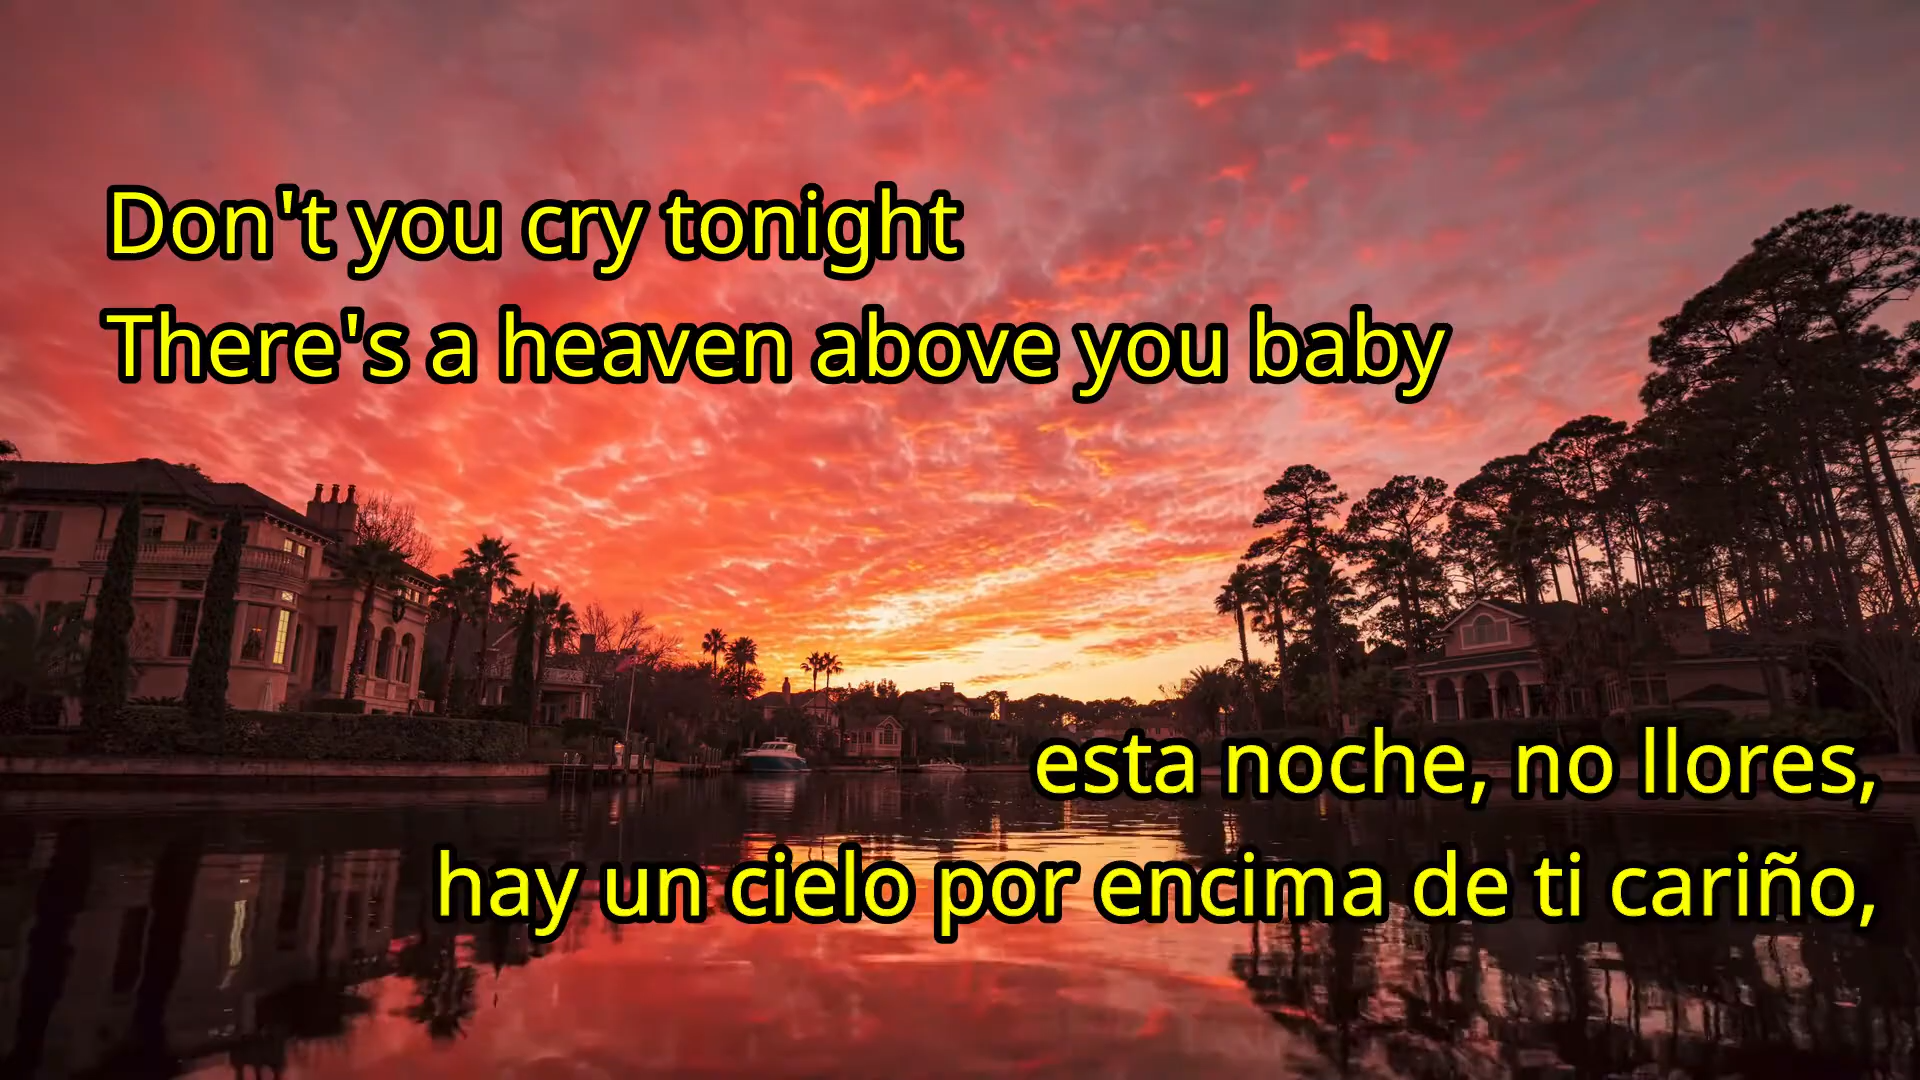 Don't you cry tonight
There's a heaven above you baby
esta noche, no llores,
hay un cielo por encima de ti cariño,